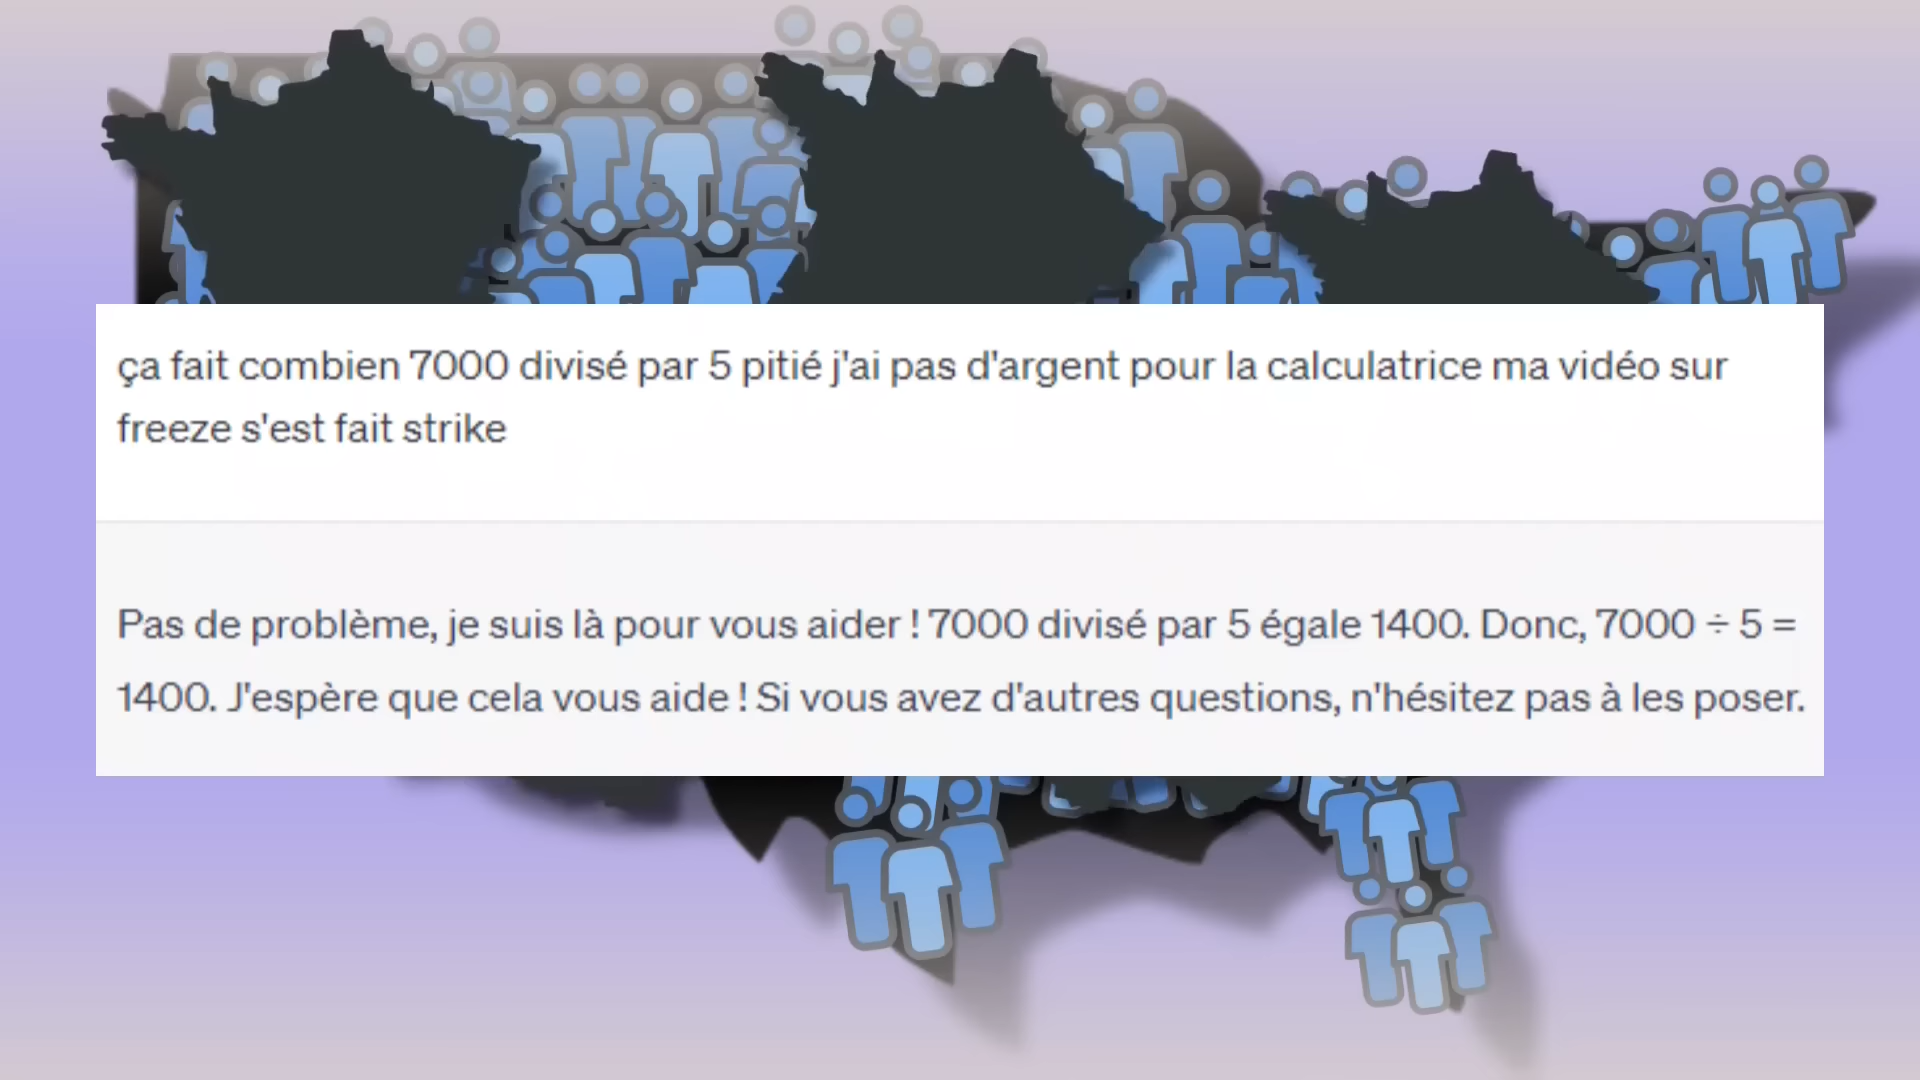 ça fait combien 7000 divisé par 5 pitié j'ai pas d'argent pour la calculatrice ma vidéo sur
freeze s'est fait strike
Pas de problème, je suis là pour vous aider ! 7000 divisé par 5 égale 1400. Donc, 7000 ÷ 5 =
1400. J'espère que cela vous aide ! Si vous avez d'autres questions, n'hésitez pas à les poser.